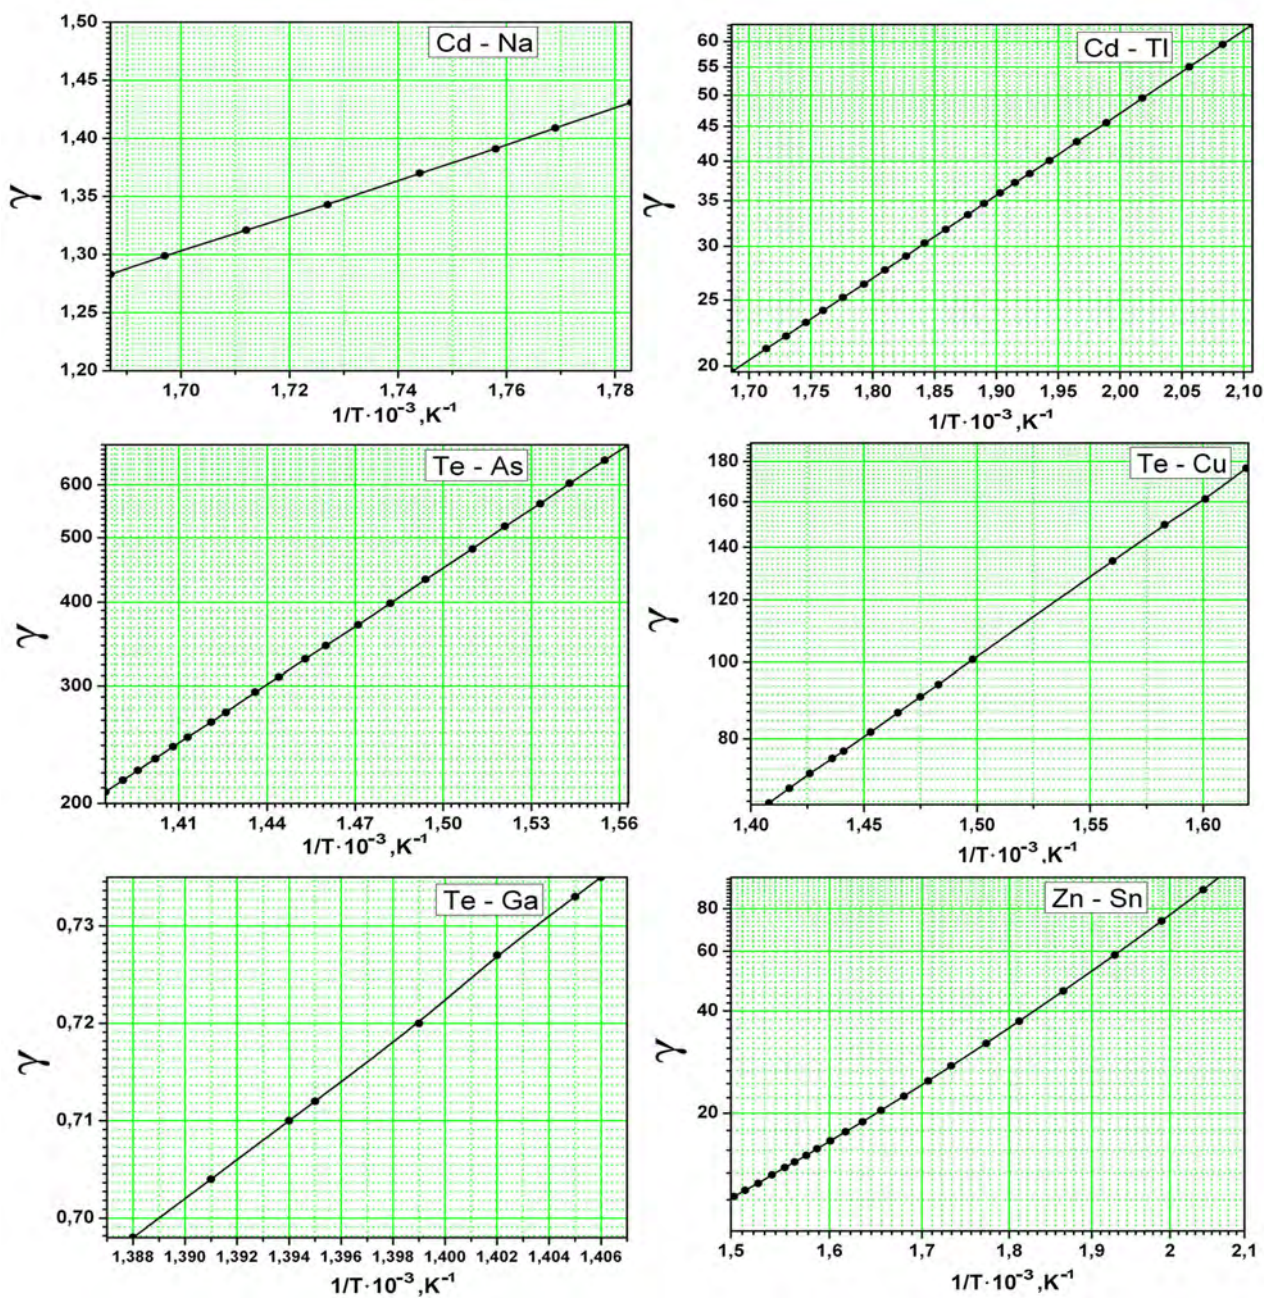 Cd - Na
1,50
1,45
1,40
1,35
1,30
1,25
1,20
γ
1,70 1,72 1,74 1,76 1,78
1/T·10⁻³,K⁻¹
Cd - Tl
60
55
50
45
40
35
30
25
20
γ
1,70 1,75 1,80 1,85 1,90 1,95 2,00 2,05 2,10
1/T·10⁻³,K⁻¹
Te - As
600
500
400
300
200
γ
1,41 1,44 1,47 1,50 1,53 1,56
1/T·10⁻³,K⁻¹
Te - Cu
180
160
140
120
100
80
γ
1,40 1,45 1,50 1,55 1,60
1/T·10⁻³,K⁻¹
Te - Ga
0,73
0,72
0,71
0,70
γ
1,388 1,390 1,392 1,394 1,396 1,398 1,400 1,402 1,404 1,406
1/T·10⁻³,K⁻¹
Zn - Sn
80
60
40
20
γ
1,5 1,6 1,7 1,8 1,9 2 2,1
1/T·10⁻³,K⁻¹